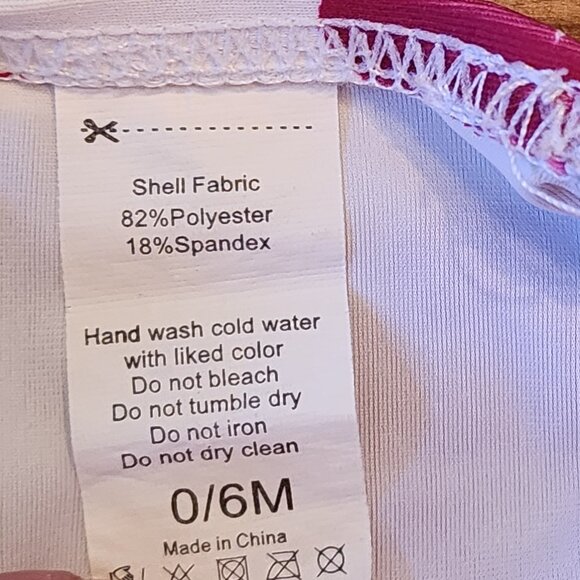 Shell Fabric
82%Polyester
18%Spandex
Hand wash cold water
with liked color
Do not bleach
Do not tumble dry
Do not iron
Do not dry clean
0/6M
Made in China